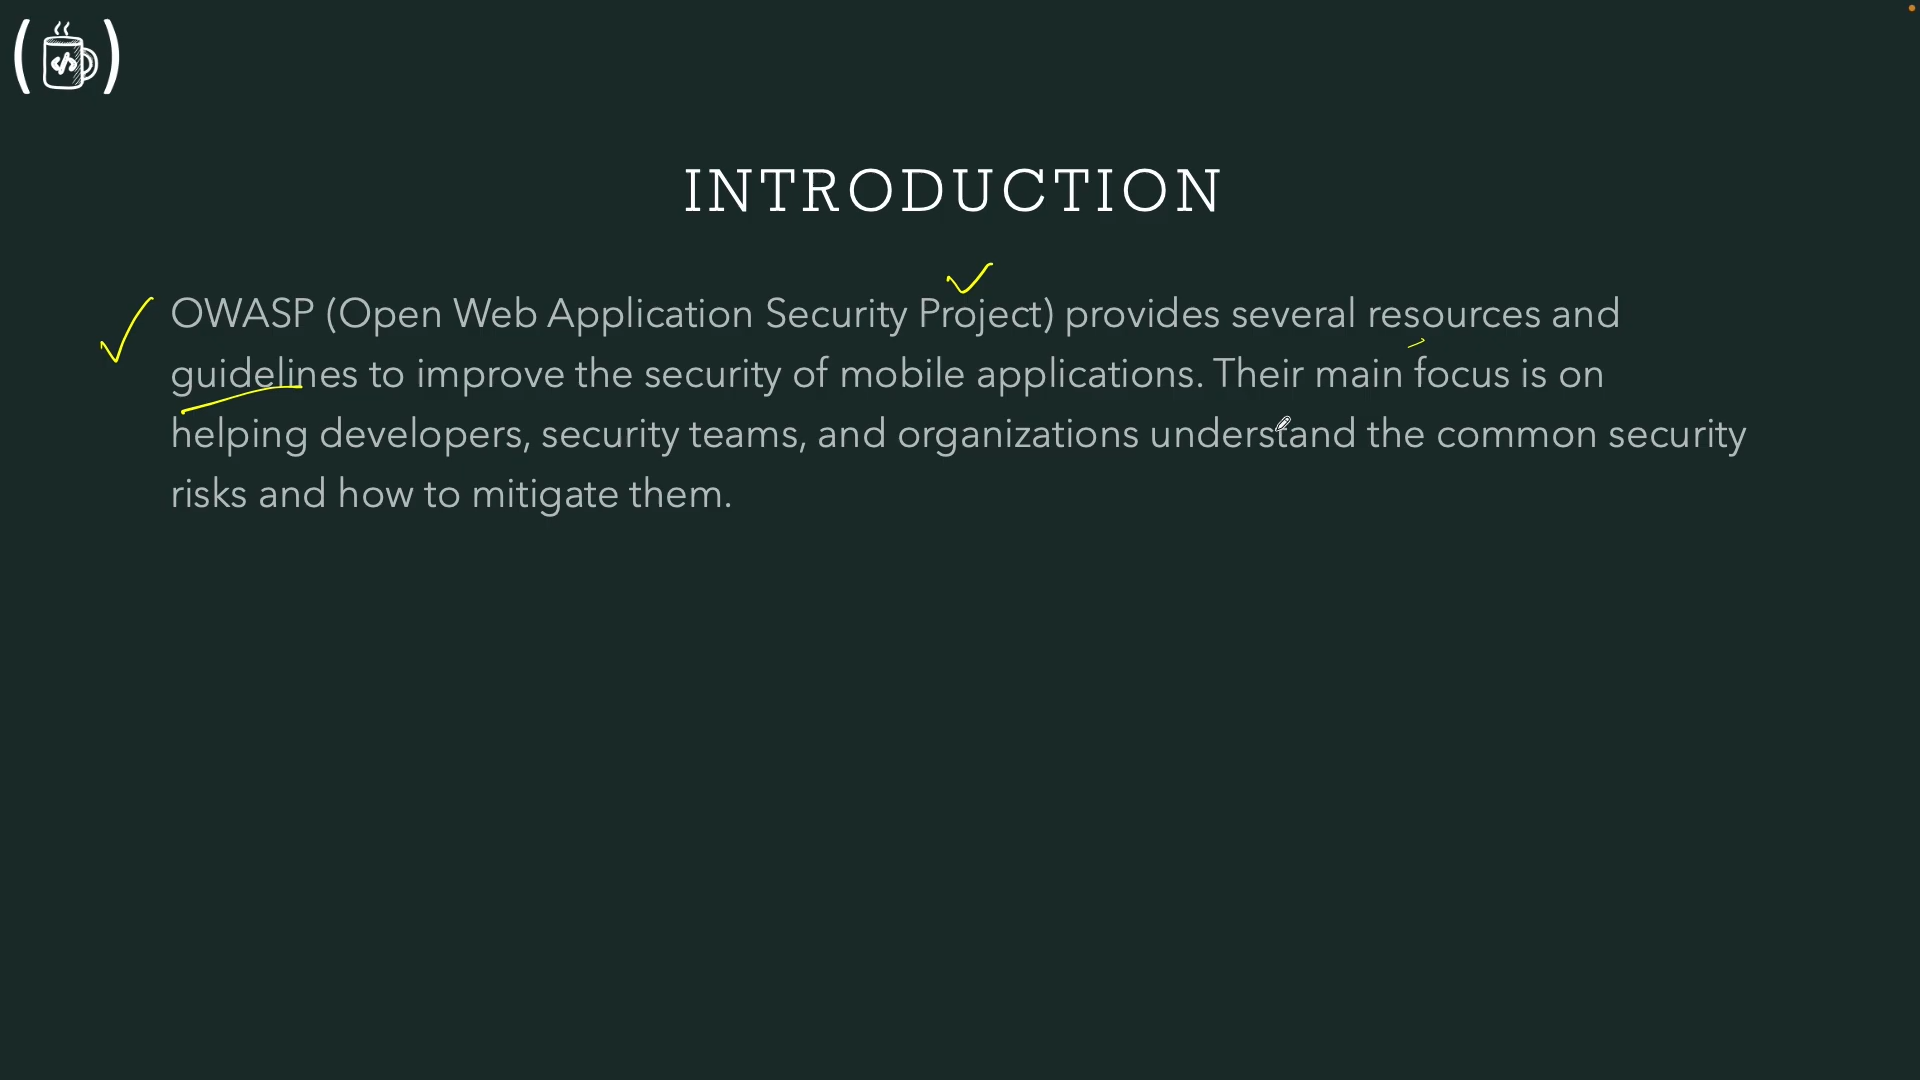 INTRODUCTION
OWASP (Open Web Application Security Project) provides several resources and
guidelines to improve the security of mobile applications. Their main focus is on
helping developers, security teams, and organizations understand the common security
risks and how to mitigate them.